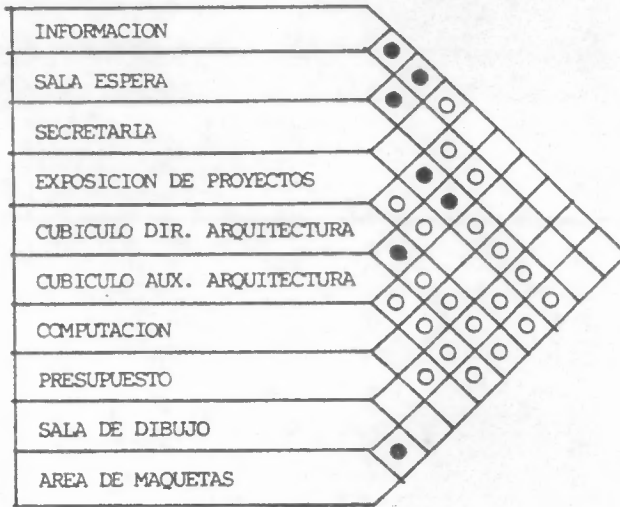 INFORMACION
SALA ESPERA
SECRETARIA
EXPOSICION DE PROYECTOS
CUBICULO DIR. ARQUITECTURA
CUBICULO AUX. ARQUITECTURA
COMPUTACION
PRESUPUESTO
SALA DE DIBUJO
AREA DE MAQUETAS